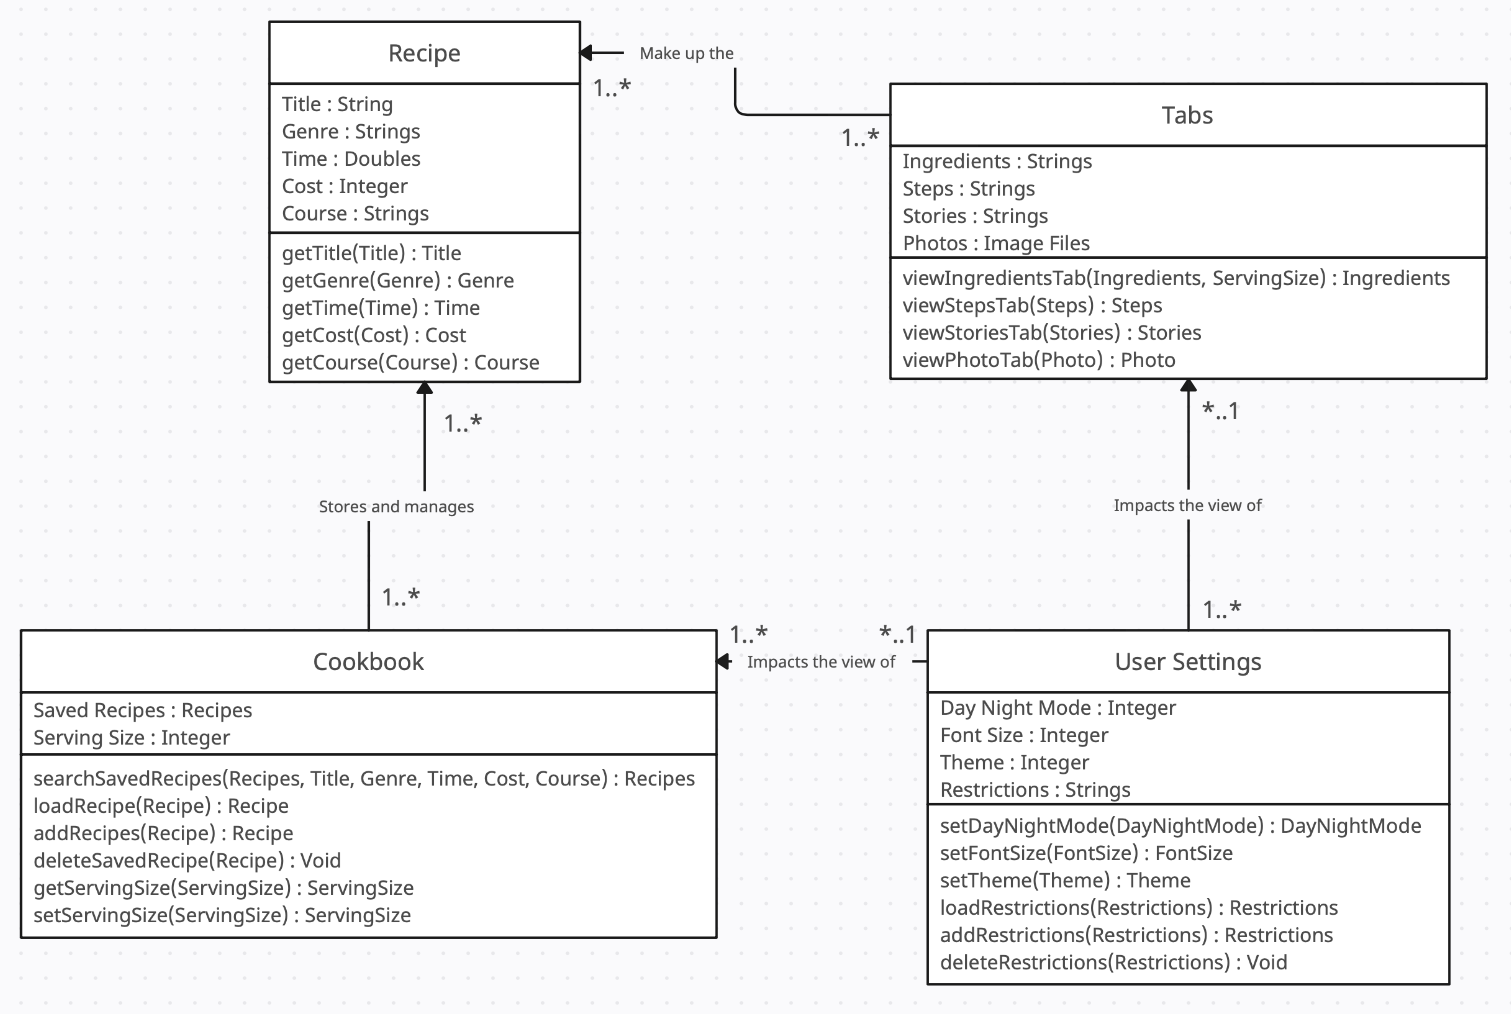 Recipe
Title : String
Genre : Strings
Time : Doubles
Cost : Integer
Course : Strings
getTitle(Title) : Title
getGenre(Genre) : Genre
getTime(Time) : Time
getCost(Cost) : Cost
getCourse(Course) : Course
Make up the
1..*
1..*
Tabs
Ingredients : Strings
Steps : Strings
Stories : Strings
Photos : Image Files
viewIngredientsTab(Ingredients, ServingSize) : Ingredients
viewStepsTab(Steps) : Steps
viewStoriesTab(Stories) : Stories
viewPhotoTab(Photo) : Photo
1..*
Stores and manages
1..*
*..1
Impacts the view of
1..*
Cookbook
Saved Recipes : Recipes
Serving Size : Integer
searchSavedRecipes(Recipes, Title, Genre, Time, Cost, Course) : Recipes
loadRecipe(Recipe) : Recipe
addRecipes(Recipe) : Recipe
deleteSavedRecipe(Recipe) : Void
getServingSize(ServingSize) : ServingSize
setServingSize(ServingSize) : ServingSize
1..*
*..1
Impacts the view of
User Settings
Day Night Mode : Integer
Font Size : Integer
Theme : Integer
Restrictions : Strings
setDayNightMode(DayNightMode) : DayNightMode
setFontSize(FontSize) : FontSize
setTheme(Theme) : Theme
loadRestrictions(Restrictions) : Restrictions
addRestrictions(Restrictions) : Restrictions
deleteRestrictions(Restrictions) : Void